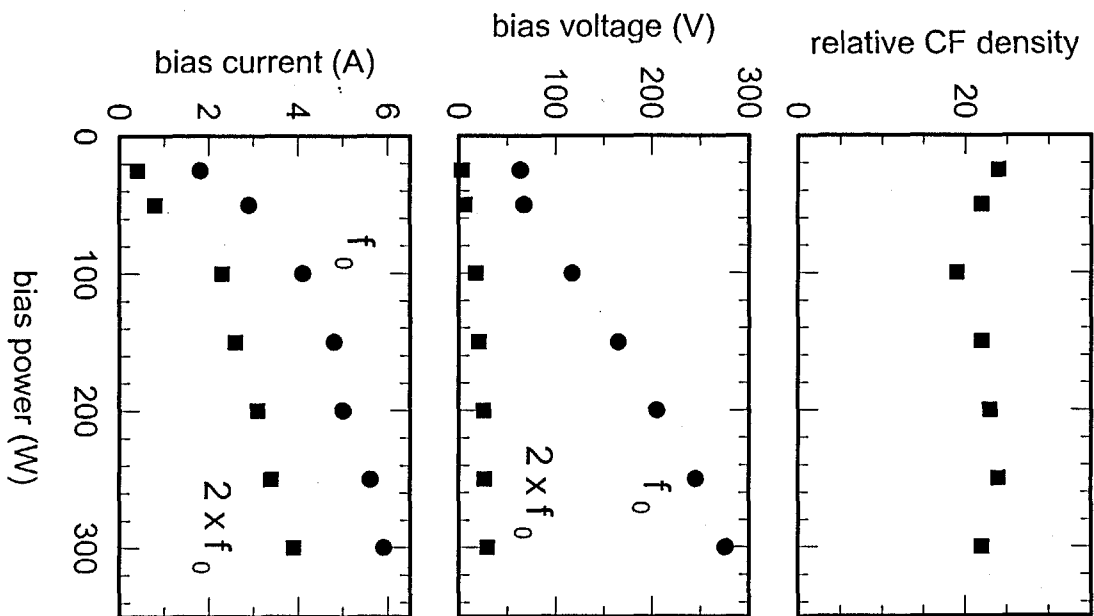 relative CF density
0
20
bias voltage (V)
0
100
200
300
f0
2 x f0
bias current (A)
0
2
4
6
f0
2 x f0
0
100
200
300
bias power (W)